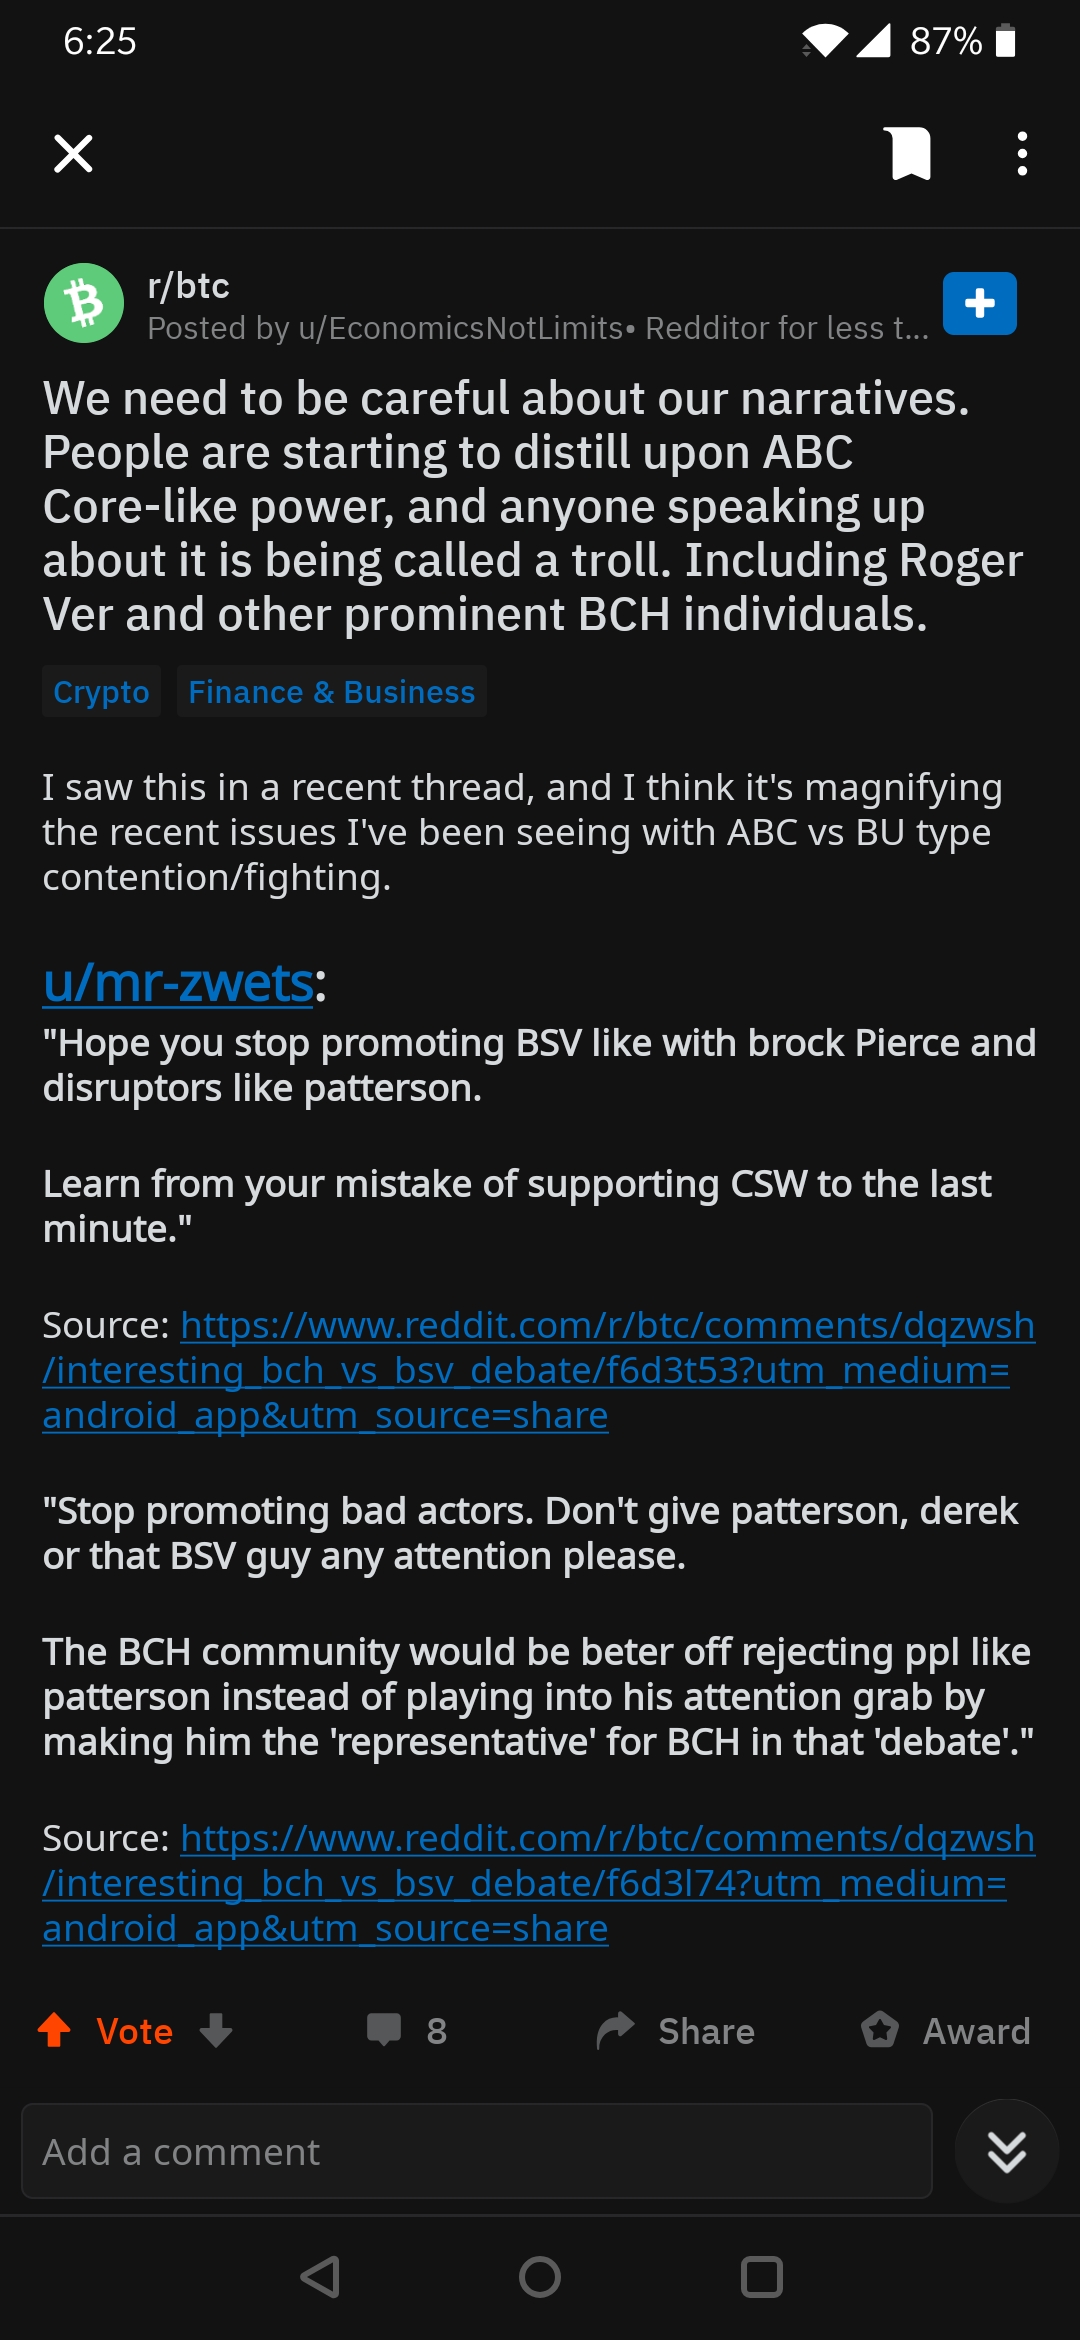 6:25
87%
r/btc
Posted by u/EconomicsNotLimits• Redditor for less t...
We need to be careful about our narratives.
People are starting to distill upon ABC
Core-like power, and anyone speaking up
about it is being called a troll. Including Roger
Ver and other prominent BCH individuals.
Crypto Finance & Business
I saw this in a recent thread, and I think it's magnifying
the recent issues I've been seeing with ABC vs BU type
contention/fighting.
u/mr-zwets:
"Hope you stop promoting BSV like with brock Pierce and
disruptors like patterson.
Learn from your mistake of supporting CSW to the last
minute."
Source: https://www.reddit.com/r/btc/comments/dqzwsh
/interesting_bch_vs_bsv_debate/f6d3t53?utm_medium=
android_app&utm_source=share
"Stop promoting bad actors. Don't give patterson, derek
or that BSV guy any attention please.
The BCH community would be beter off rejecting ppl like
patterson instead of playing into his attention grab by
making him the 'representative' for BCH in that 'debate'."
Source: https://www.reddit.com/r/btc/comments/dqzwsh
/interesting_bch_vs_bsv_debate/f6d3l74?utm_medium=
android_app&utm_source=share
Vote 8 Share Award
Add a comment